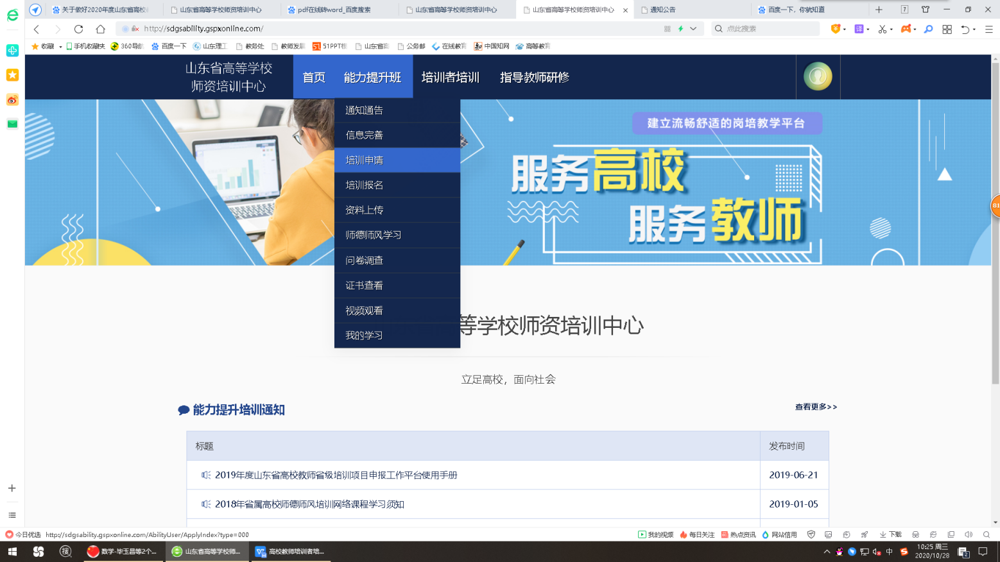 关于做好2020年度山东省高校
山东省高等学校师资培训中心
pdf在线转word_百度搜索
山东省高等学校师资培训中心
山东省高等学校师资培训中心
通知公告
百度一下，你就知道
7
http://sdgsability.gspxonline.com/
点此搜索
译
收藏
手机收藏夹
360导航
百度一下
山东理工
教务处
教师发展
51PPT模
山东省高
公务邮
在线教育
中国知网
高等教育
山东省高等学校
师资培训中心
首页
能力提升班
培训者培训
指导教师研修
通知通告
信息完善
培训申请
培训报名
资料上传
师德师风学习
问卷调查
证书查看
视频观看
我的学习
建立流畅舒适的岗培教学平台
服务高校
服务教师
81
等学校师资培训中心
立足高校，面向社会
能力提升培训通知
查看更多>>
标题
发布时间
2019年度山东省高校教师省级培训项目申报工作平台使用手册
2019-06-21
2018年省属高校师德师风培训网络课程学习须知
2019-01-05
今日优选
http://sdgsability.gspxonline.com/AbilityUser/ApplyIndex?type=000
我的视频
每日关注
热点资讯
网站信用
下载
搜
数学-毕玉昌等2个...
山东省高等学校师...
高校教师培训者培...
中
10:25 周三
2020/10/28
2